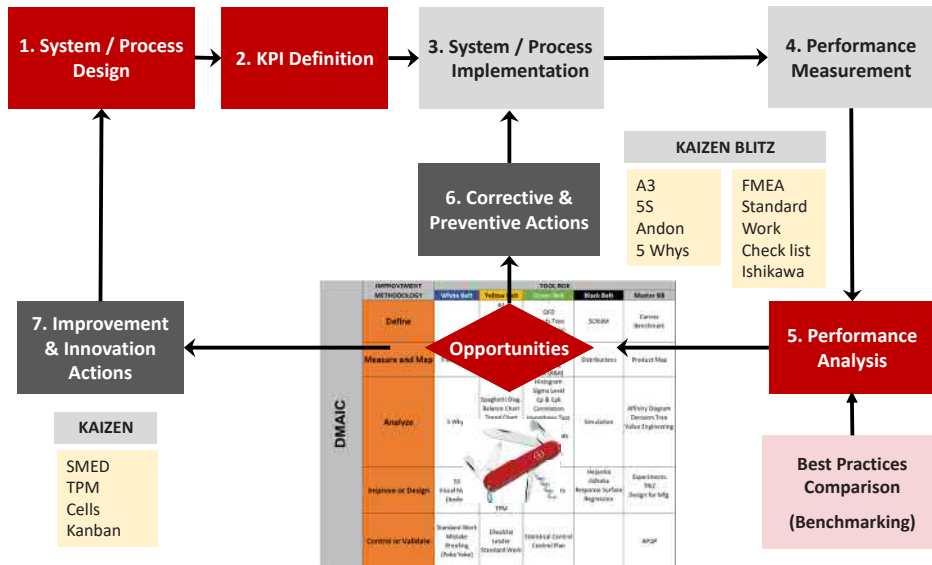 1. System / Process
Design
2. KPI Definition
3. System / Process
Implementation
4. Performance
Measurement
KAIZEN BLITZ
A3
5S
Andon
5 Whys
FMEA
Standard
Work
Check list
Ishikawa
6. Corrective &
Preventive Actions
7. Improvement
& Innovation
Actions
Opportunities
5. Performance
Analysis
KAIZEN
SMED
TPM
Cells
Kanban
Best Practices
Comparison
(Benchmarking)
DMAIC
IMPROVEMENT
METHODOLOGY
TOOL BOX
White Belt
Yellow Belt
Green Belt
Black Belt
Master BB
Define
QFD
SCRUM
Benchmark
Measure and Map
Distributions
Product Map
Analyze
Spaghetti Diag.
Balance Chart
Histogram
Sigma Level
Cp & Cpk
Correlation
Simulation
Affinity Diagram
Decision Tree
Value Engineering
Improve or Design
5S
TPM
Heijunka
Jidhoka
Response Surface
Regression
Experiments
TRIZ
Design for Mfg
Control or Validate
Standard Work
Mistake
Proofing
(Poka Yoke)
Checklist
Leader
Standard Work
Statistical Control
Control Plan
APQP